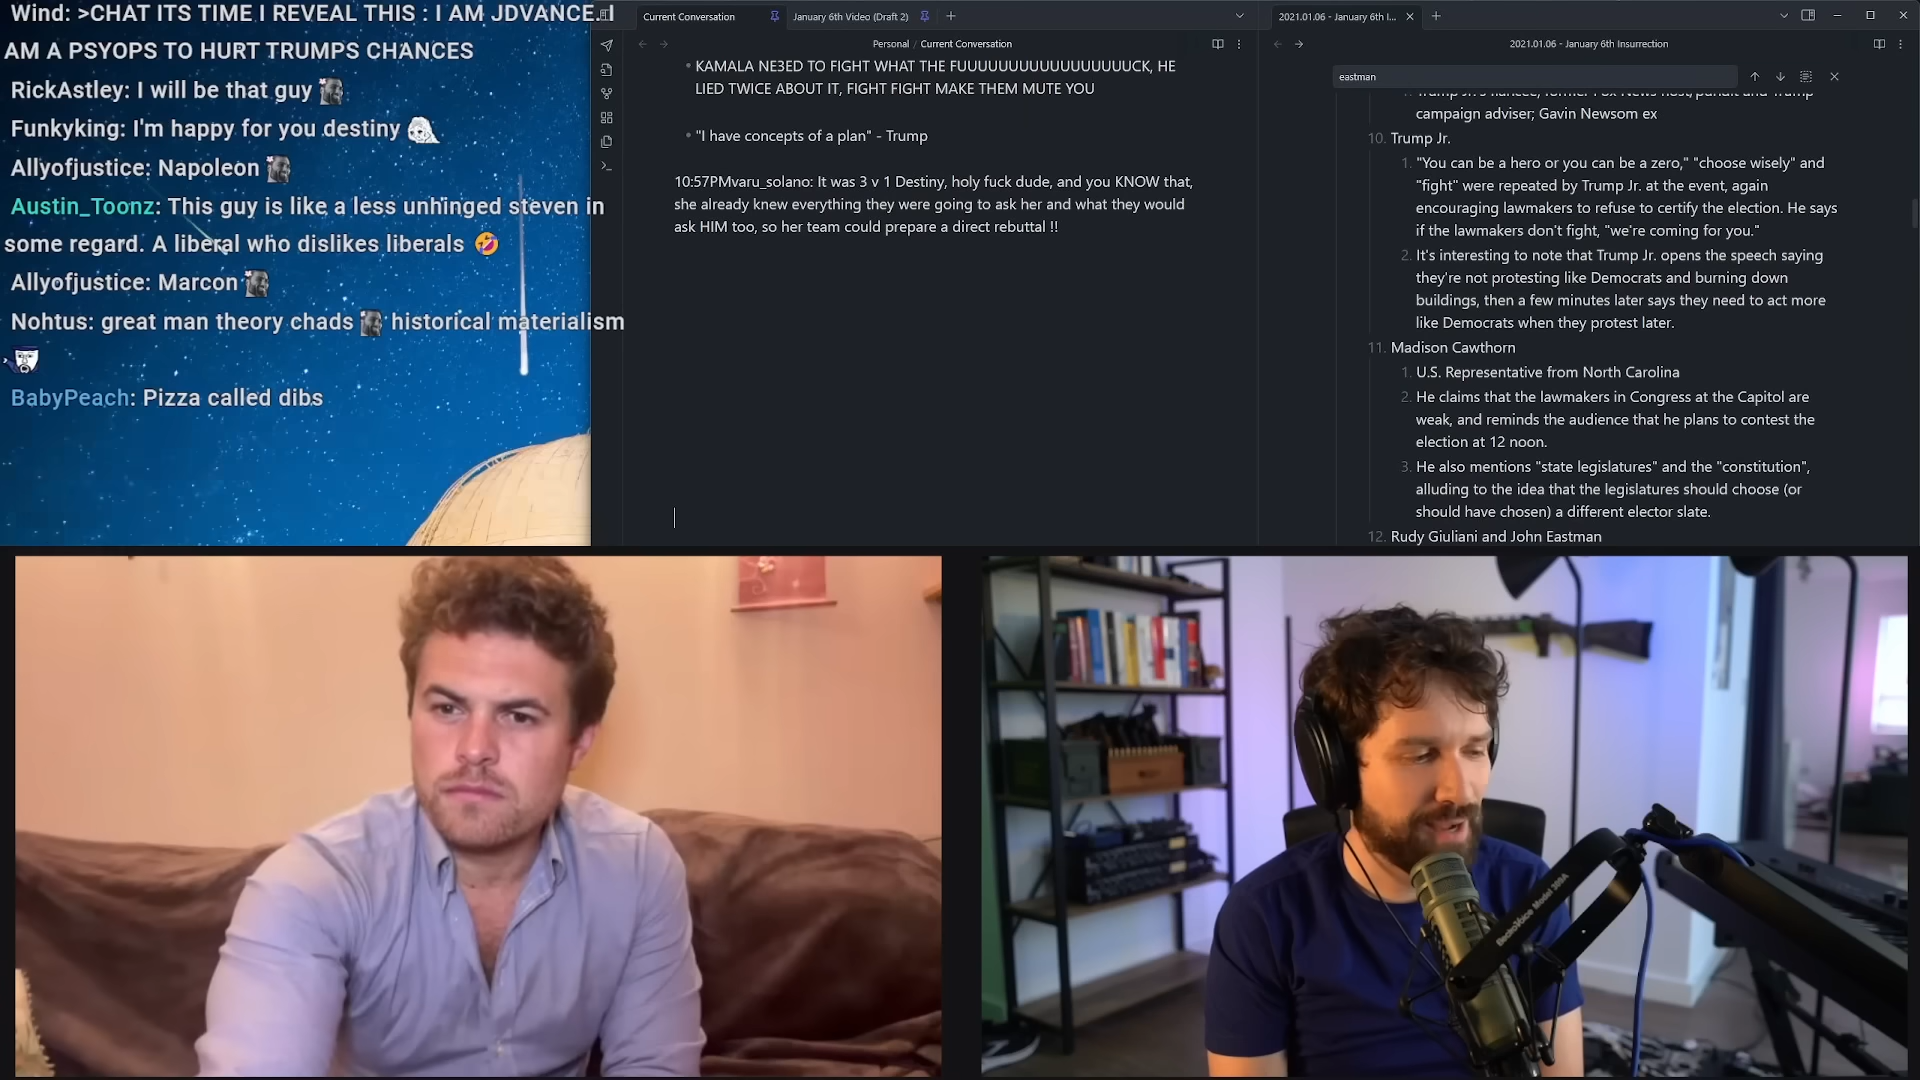 Wind: >CHAT ITS TIME I REVEAL THIS : I AM JDVANCE. I
AM A PSYOPS TO HURT TRUMPS CHANCES
RickAstley: I will be that guy
Funkyking: I'm happy for you destiny
Allyofjustice: Napoleon
Austin_Toonz: This guy is like a less unhinged steven in
some regard. A liberal who dislikes liberals
Allyofjustice: Marcon
Nohtus: great man theory chads historical materialism
BabyPeach: Pizza called dibs
Current Conversation
January 6th Video (Draft 2)
Personal / Current Conversation
KAMALA NE3ED TO FIGHT WHAT THE FUUUUUUUUUUUUUUUUUCK, HE
LIED TWICE ABOUT IT, FIGHT FIGHT MAKE THEM MUTE YOU
"I have concepts of a plan" - Trump
10:57PMvaru_solano: It was 3 v 1 Destiny, holy fuck dude, and you KNOW that,
she already knew everything they were going to ask her and what they would
ask HIM too, so her team could prepare a direct rebuttal !!
2021.01.06 - January 6th I...
2021.01.06 - January 6th Insurrection
eastman
campaign adviser; Gavin Newsom ex
10. Trump Jr.
1. "You can be a hero or you can be a zero," "choose wisely" and
"fight" were repeated by Trump Jr. at the event, again
encouraging lawmakers to refuse to certify the election. He says
if the lawmakers don't fight, "we're coming for you."
2. It's interesting to note that Trump Jr. opens the speech saying
they're not protesting like Democrats and burning down
buildings, then a few minutes later says they need to act more
like Democrats when they protest later.
11. Madison Cawthorn
1. U.S. Representative from North Carolina
2. He claims that the lawmakers in Congress at the Capitol are
weak, and reminds the audience that he plans to contest the
election at 12 noon.
3. He also mentions "state legislatures" and the "constitution",
alluding to the idea that the legislatures should choose (or
should have chosen) a different elector slate.
12. Rudy Giuliani and John Eastman
ElectroVoice Model 309A